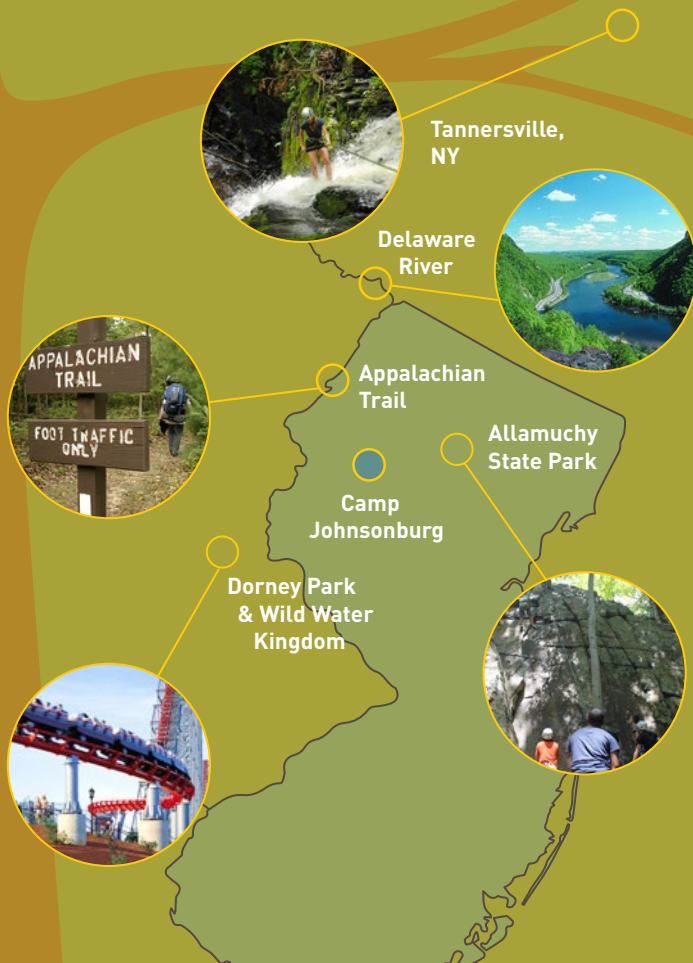 Tannersville,
NY
Delaware
River
APPALACHIAN
TRAIL
FOOT TRAFFIC
ONLY
Appalachian
Trail
Allamuchy
State Park
Camp
Johnsonburg
Dorney Park
& Wild Water
Kingdom